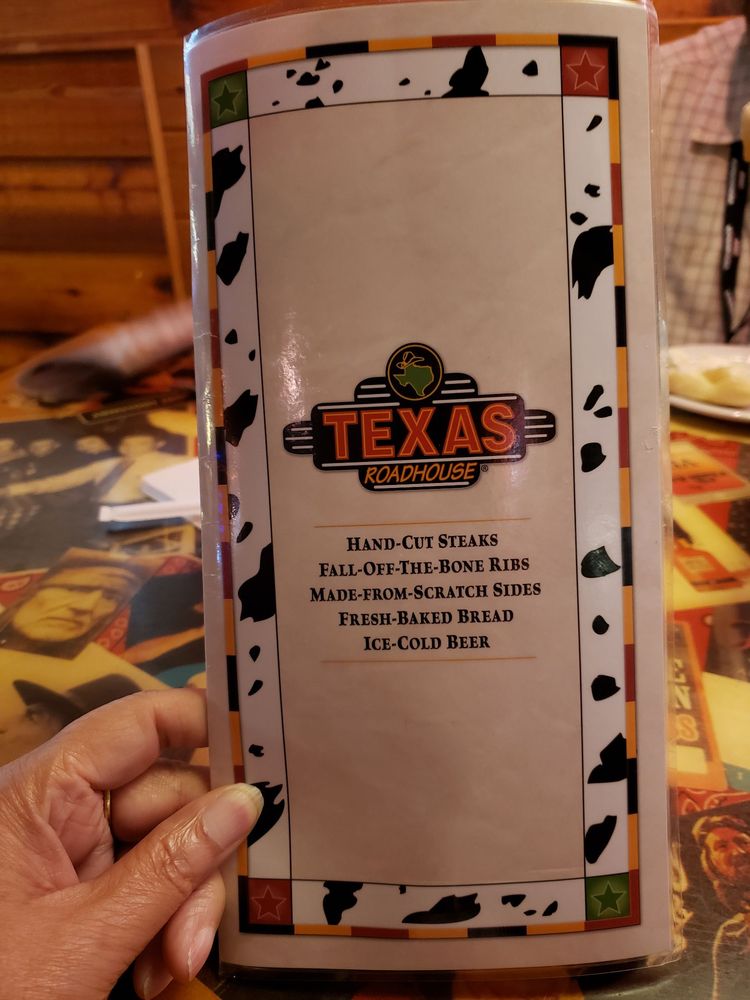 TEXAS
ROADHOUSE®
HAND-CUT STEAKS
FALL-OFF-THE-BONE RIBS
MADE-FROM-SCRATCH SIDES
FRESH-BAKED BREAD
ICE-COLD BEER